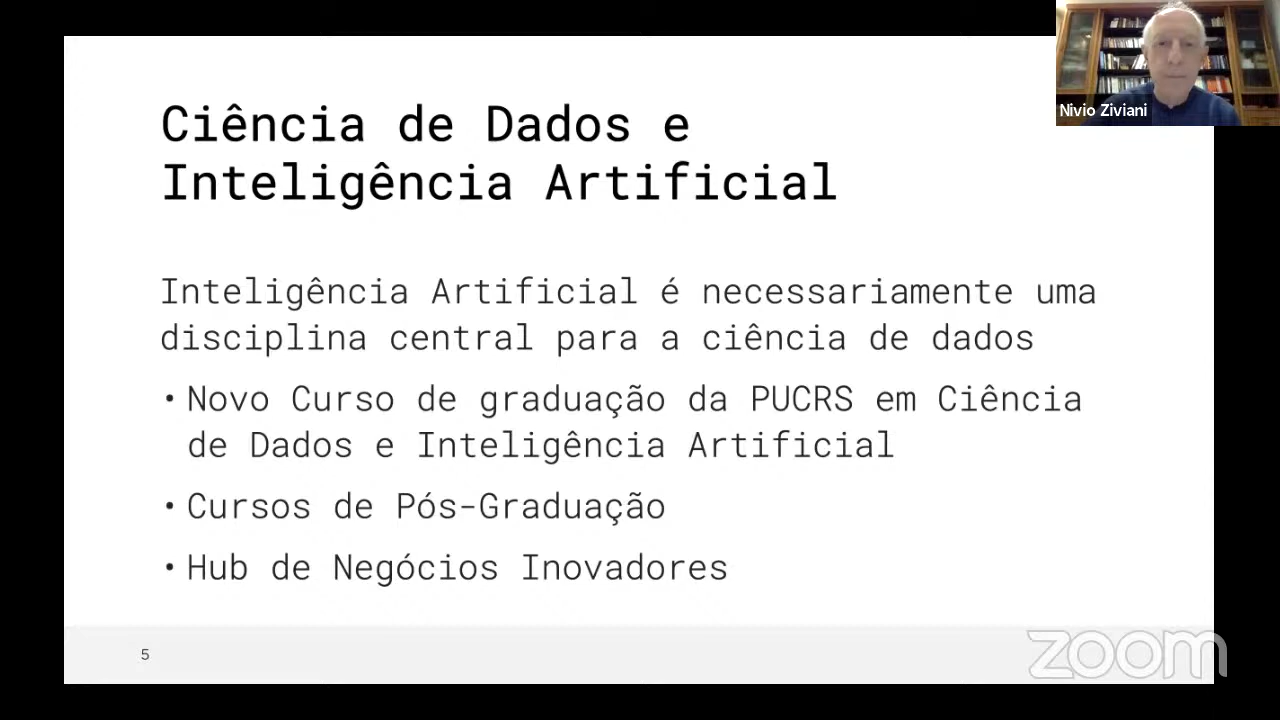 Ciência de Dados e
Inteligência Artificial
Nivio Ziviani
Inteligência Artificial é necessariamente uma
disciplina central para a ciência de dados
• Novo Curso de graduação da PUCRS em Ciência
de Dados e Inteligência Artificial
• Cursos de Pós-Graduação
• Hub de Negócios Inovadores
5
zoom